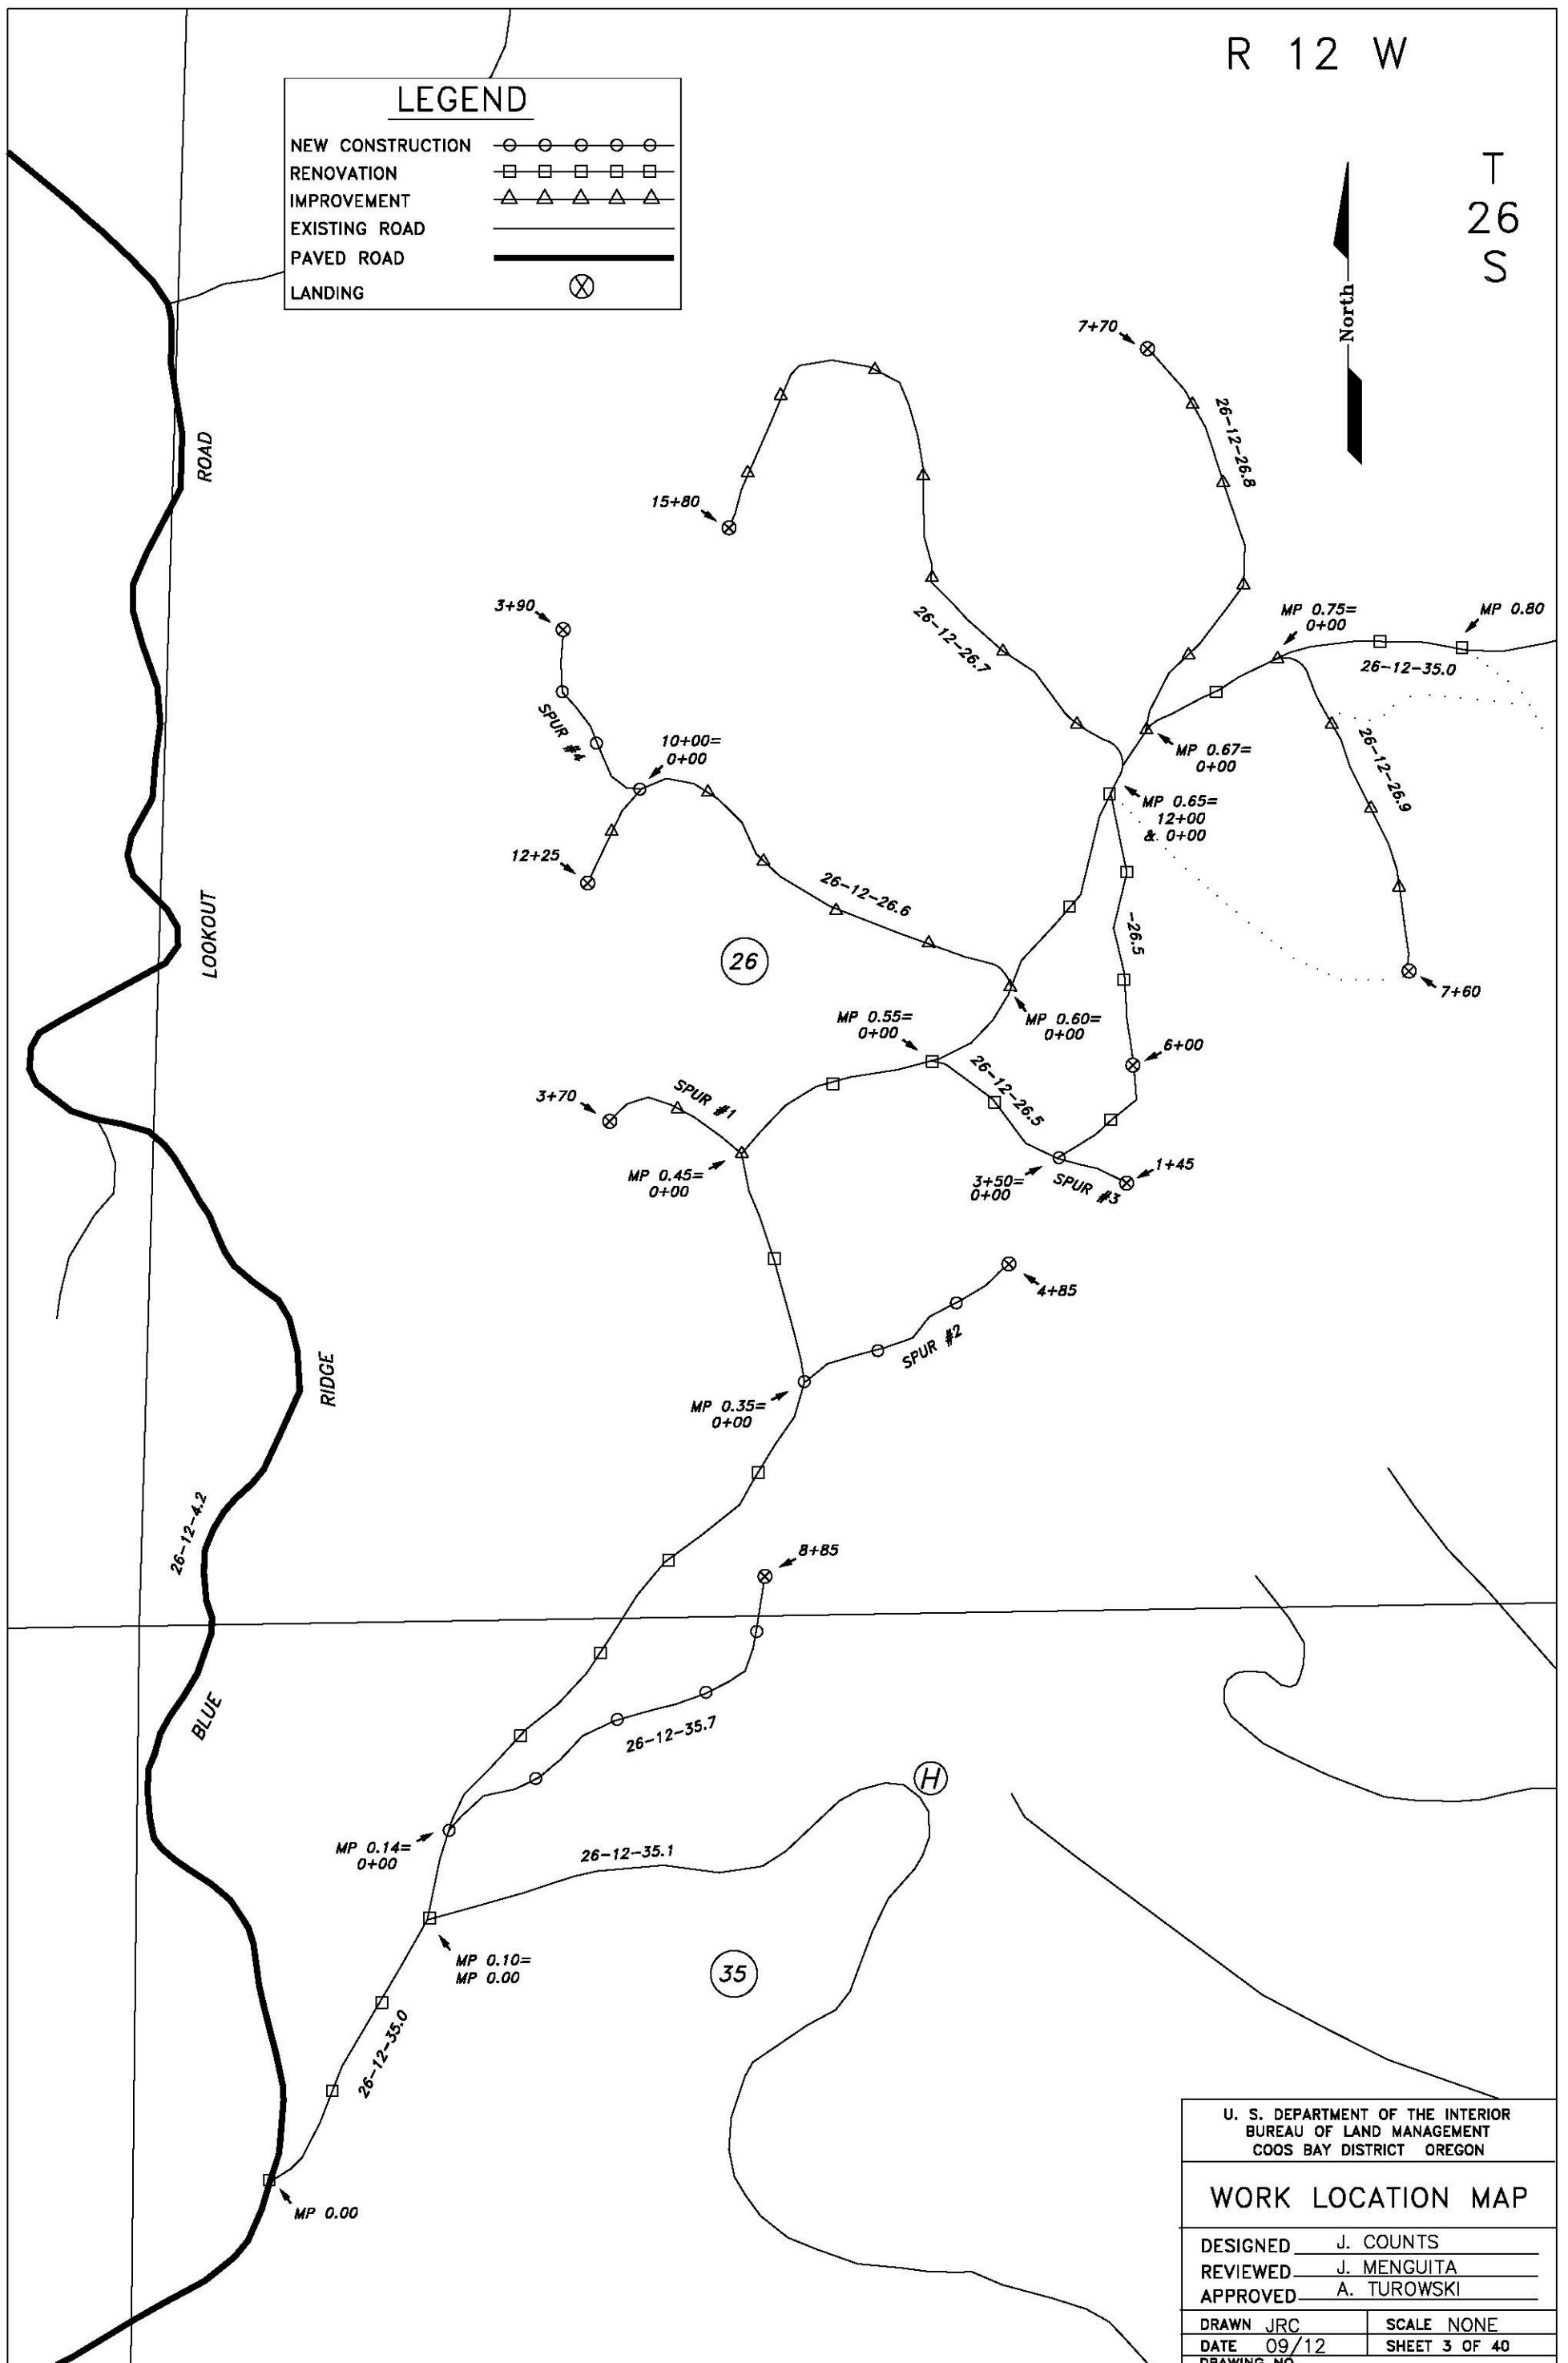 R 12 W
T
26
S
LEGEND
NEW CONSTRUCTION
RENOVATION
IMPROVEMENT
EXISTING ROAD
PAVED ROAD
LANDING
North
7+70
26-12-26.8
ROAD
15+80
3+90
26-12-26.7
MP 0.75=
0+00
MP 0.80
26-12-35.0
SPUR #4
10+00=
0+00
MP 0.67=
0+00
26-12-26.9
MP 0.65=
12+00
& 0+00
12+25
26-12-26.6
LOOKOUT
-26.5
26
7+60
MP 0.55=
0+00
MP 0.60=
0+00
6+00
26-12-26.5
3+70
SPUR #1
MP 0.45=
0+00
3+50=
0+00
SPUR #3
1+45
4+85
SPUR #2
RIDGE
MP 0.35=
0+00
26-12-4.2
8+85
BLUE
26-12-35.7
H
MP 0.14=
0+00
26-12-35.1
MP 0.10=
MP 0.00
35
26-12-35.0
MP 0.00
U. S. DEPARTMENT OF THE INTERIOR
BUREAU OF LAND MANAGEMENT
COOS BAY DISTRICT OREGON
WORK LOCATION MAP
DESIGNED J. COUNTS
REVIEWED J. MENGUITA
APPROVED A. TUROWSKI
DRAWN JRC
SCALE NONE
DATE 09/12
SHEET 3 OF 40
DRAWING NO.